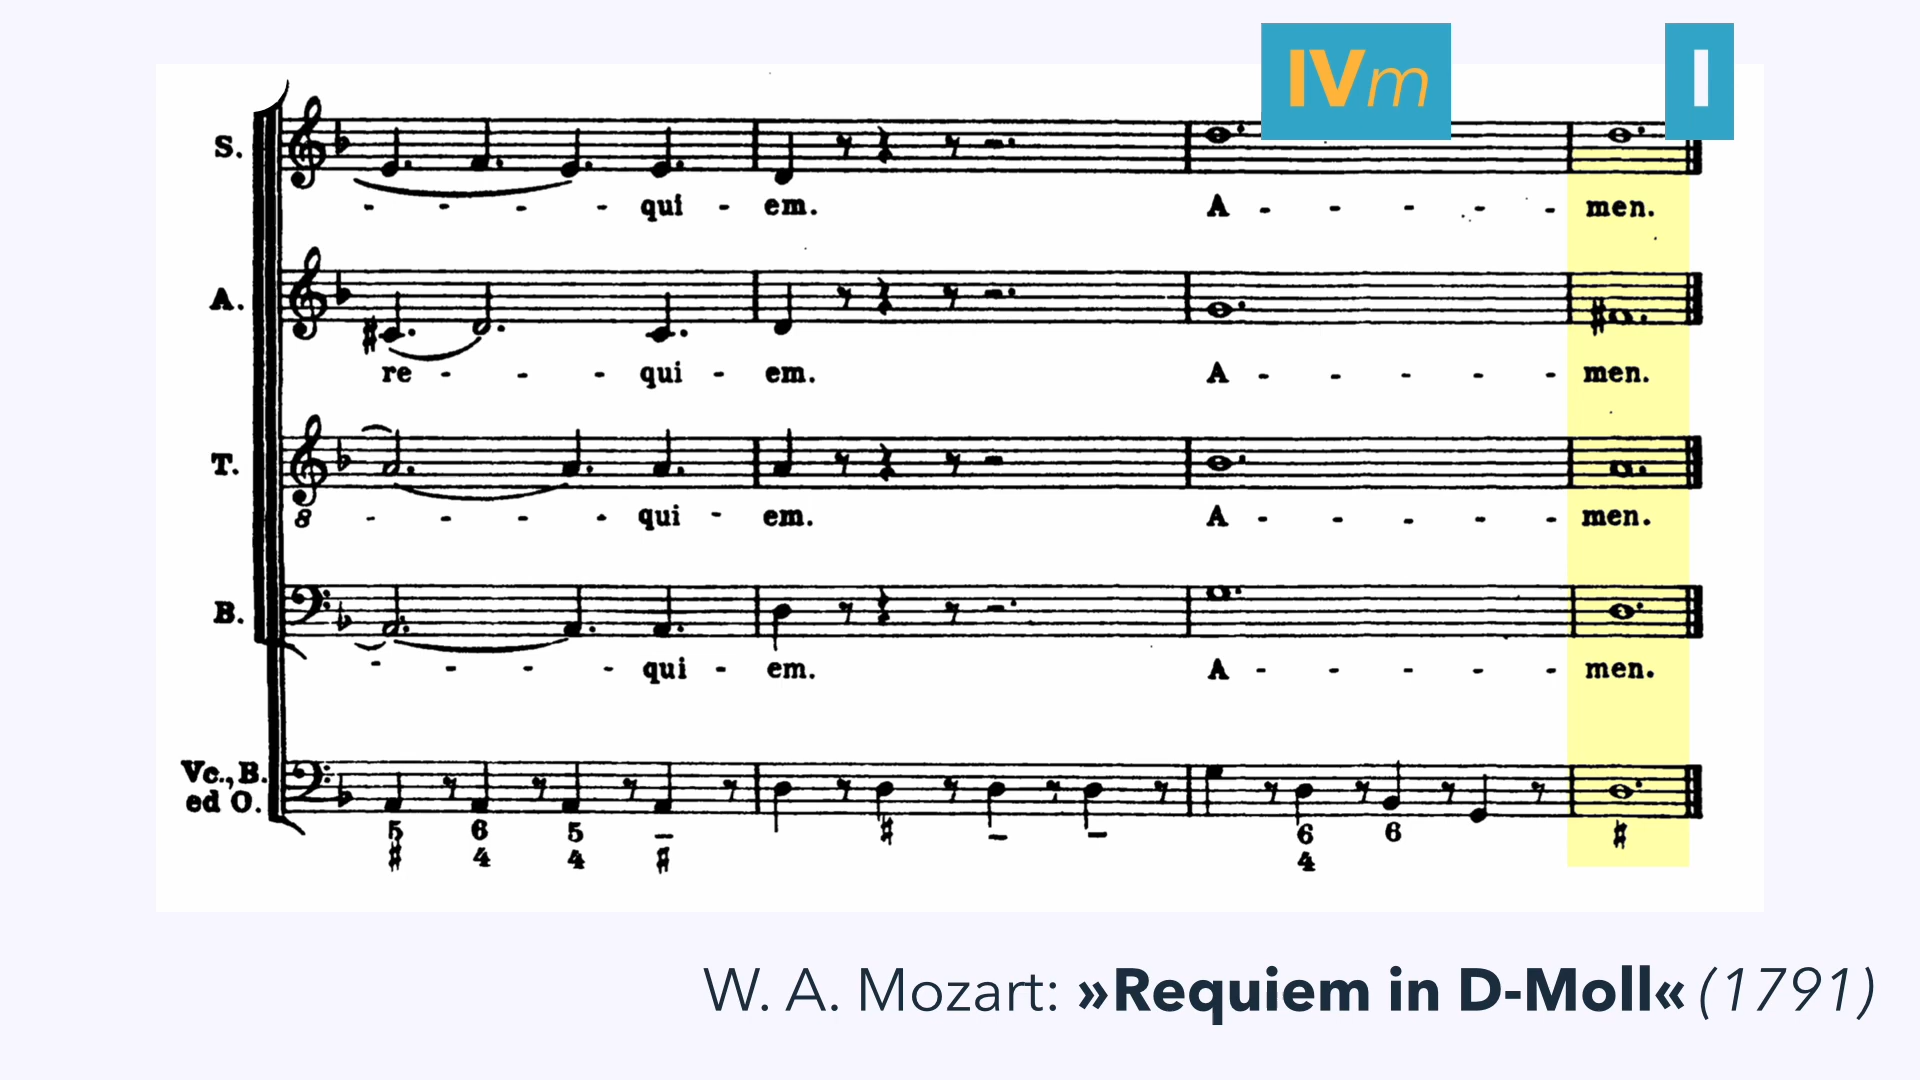 IVm I
S.
- - - - qui - em. A - - - - - men.
A.
re - - - qui - em. A - - - - - men.
T.
8 - - - - qui - em. A - - - - - men.
B.
- - - - qui - em. A - - - - - men.
Vc., B.
ed O.
5 6 5 – ♯ – – 6 6 ♯
♯ 4 4 ♯ 4
W. A. Mozart: »Requiem in D-Moll« (1791)